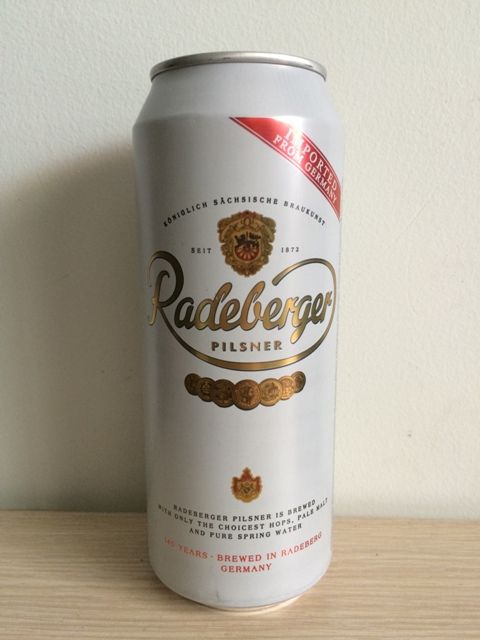 IMPORTED
FROM GERMANY
KÖNIGLICH SÄCHSISCHE BRAUKUNST
SEIT 1872
Radeberger
PILSNER
RADEBERGER PILSNER IS BREWED
WITH ONLY THE CHOICEST HOPS, PALE MALT
AND PURE SPRING WATER
140 YEARS · BREWED IN RADEBERG
GERMANY